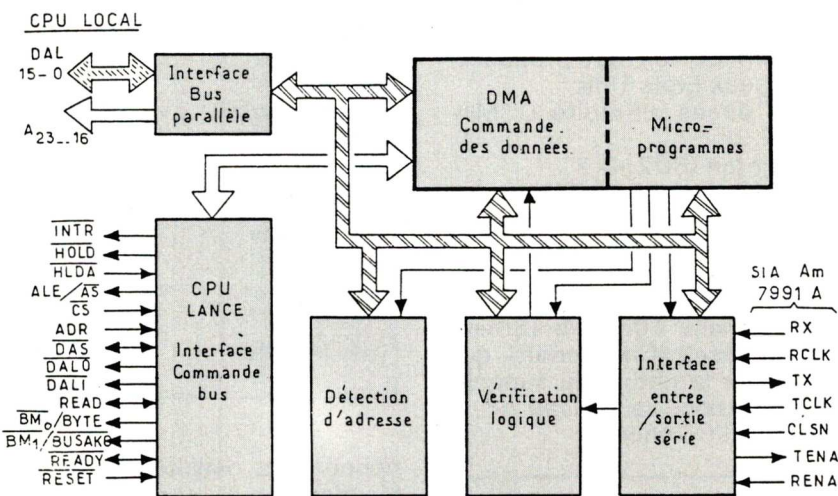 CPU LOCAL
DAL
15-0
A23__16
Interface
Bus
parallèle
DMA
Commande.
des données
Micro=
programmes
CPU
LANCE
Interface
Commande
bus
INTR
HOLD
HLDA
ALE/AS
CS
ADR
DAS
DALO
DALI
READ
BM0/BYTE
BM1/BUSAKO
READY
RESET
Détection
d'adresse
Vérification
logique
Interface
entrée
/sortie
série
SIA Am
7991 A
RX
RCLK
TX
TCLK
CLSN
TENA
RENA